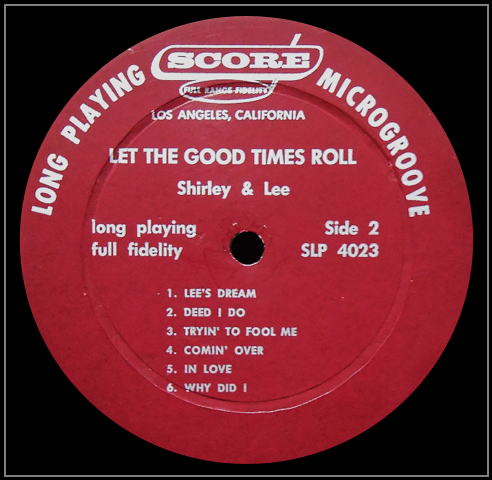 LONG PLAYING
SCORE
MICROGROOVE
FULL RANGE FIDELITY
LOS ANGELES, CALIFORNIA
LET THE GOOD TIMES ROLL
Shirley & Lee
long playing Side 2
full fidelity SLP 4023
1. LEE'S DREAM
2. DEED I DO
3. TRYIN' TO FOOL ME
4. COMIN' OVER
5. IN LOVE
6. WHY DID I